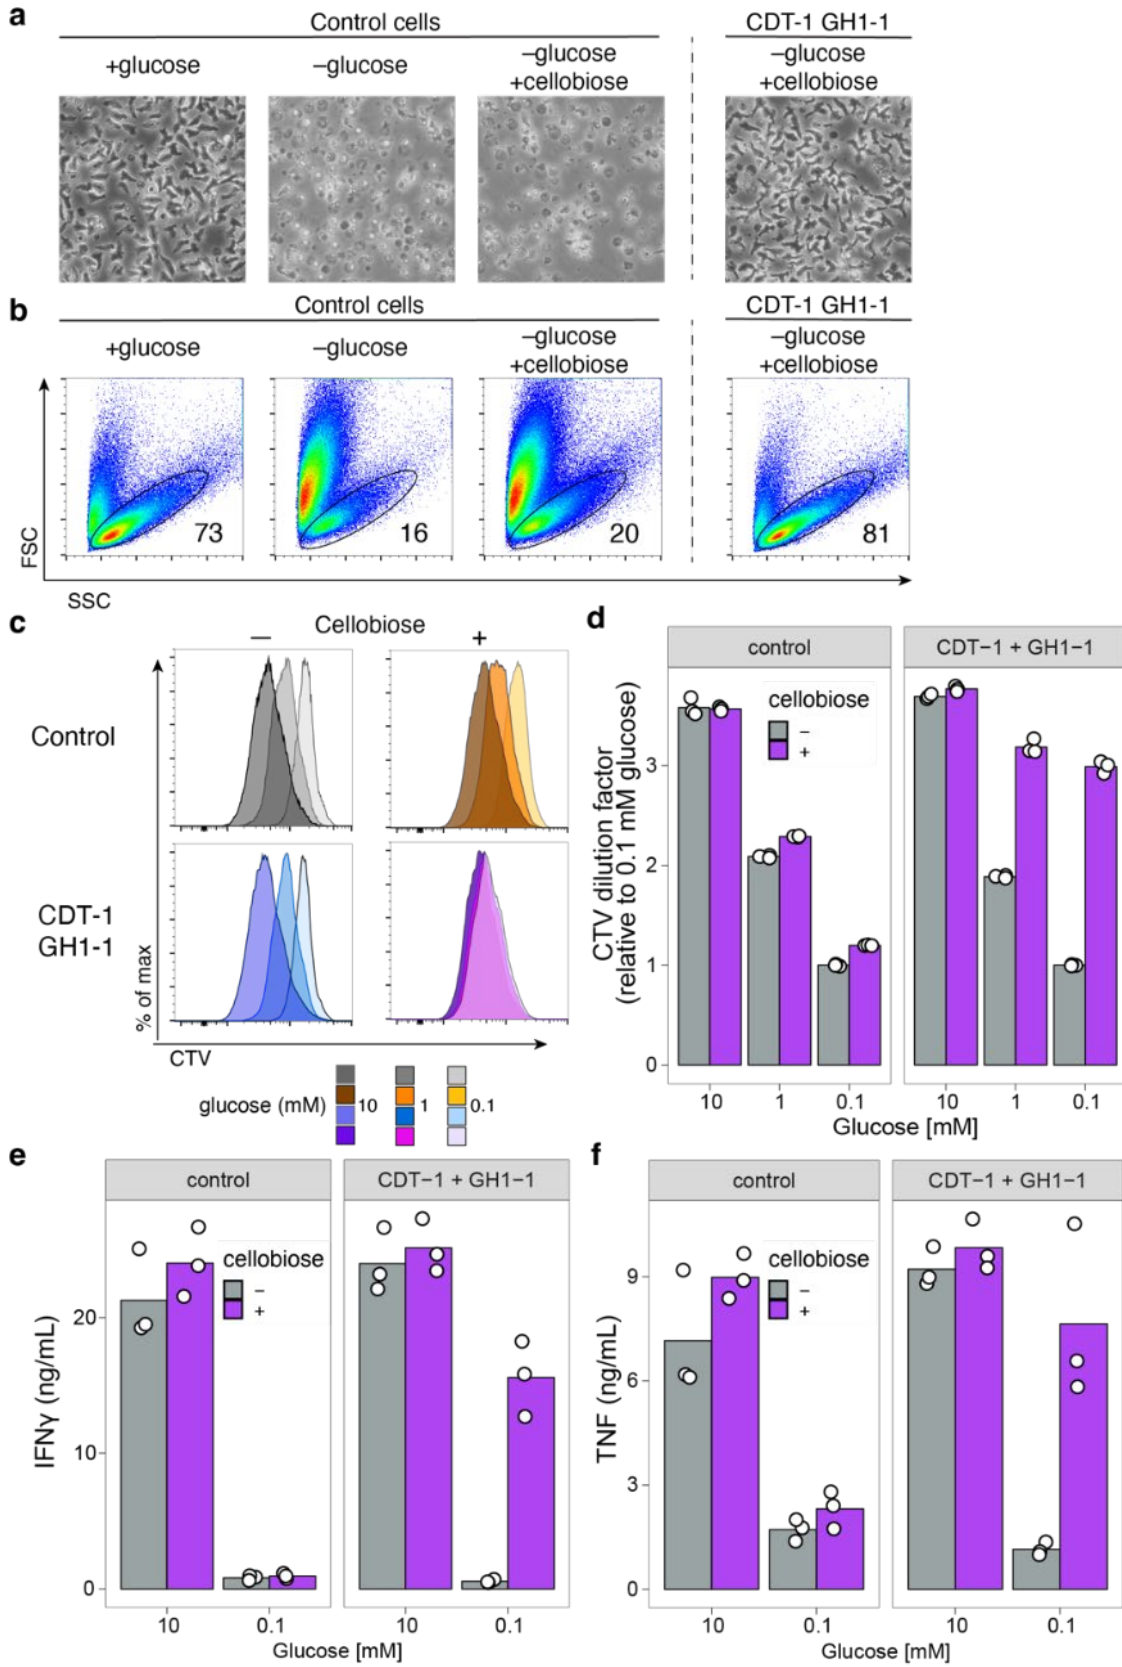 a
Control cells
CDT-1 GH1-1
+glucose
–glucose
–glucose
+cellobiose
–glucose
+cellobiose
b
Control cells
CDT-1 GH1-1
+glucose
–glucose
–glucose
+cellobiose
–glucose
+cellobiose
FSC
73
16
20
81
SSC
c
Cellobiose
– +
Control
CDT-1
GH1-1
% of max
CTV
glucose (mM)
10
1
0.1
d
control
CDT−1 + GH1−1
cellobiose
−
+
CTV dilution factor
(relative to 0.1 mM glucose)
3
2
1
0
10 1 0.1
10 1 0.1
Glucose [mM]
e
control
CDT−1 + GH1−1
cellobiose
−
+
IFNγ (ng/mL)
20
10
0
10 0.1
10 0.1
Glucose [mM]
f
control
CDT−1 + GH1−1
cellobiose
−
+
TNF (ng/mL)
9
6
3
0
10 0.1
10 0.1
Glucose [mM]